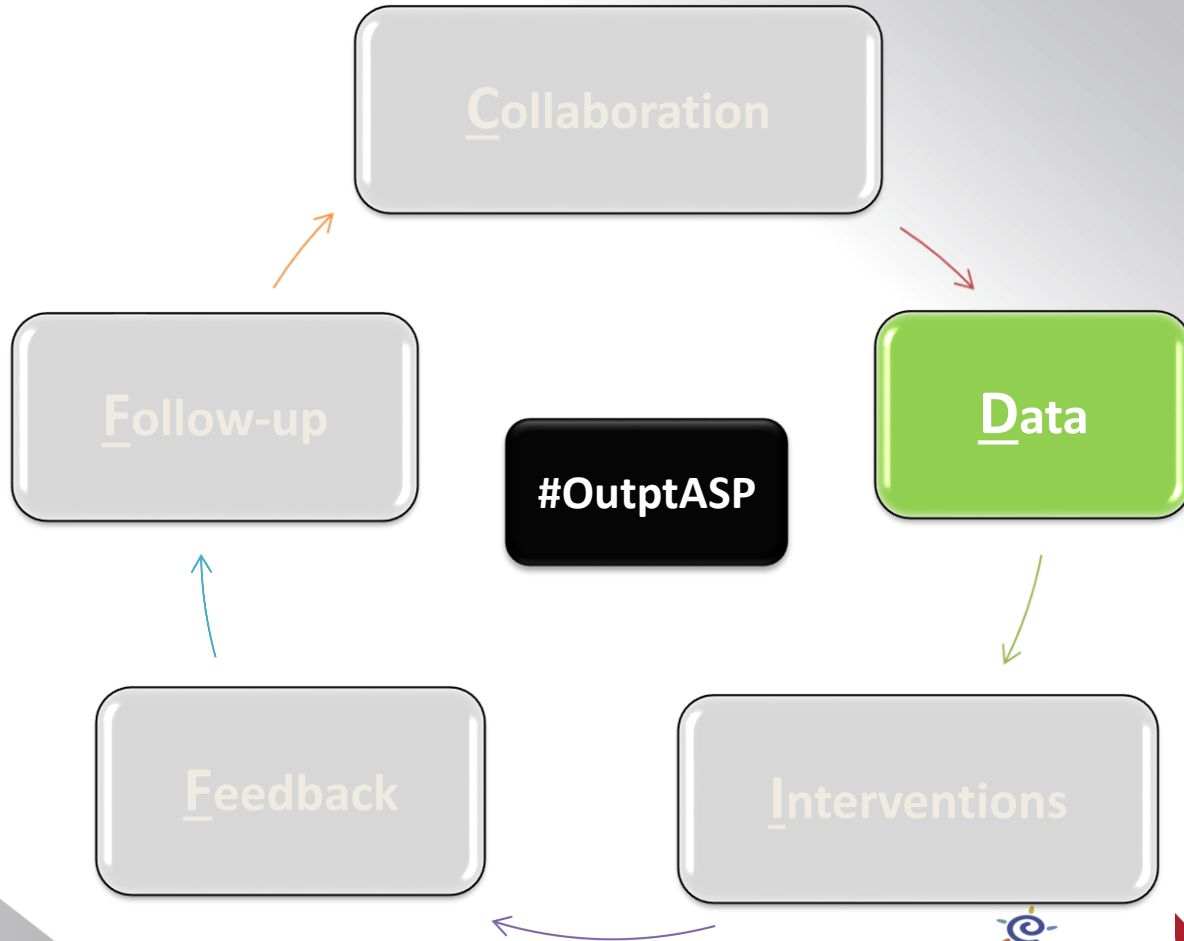 Collaboration
Follow-up
Data
#OutptASP
Feedback
Interventions